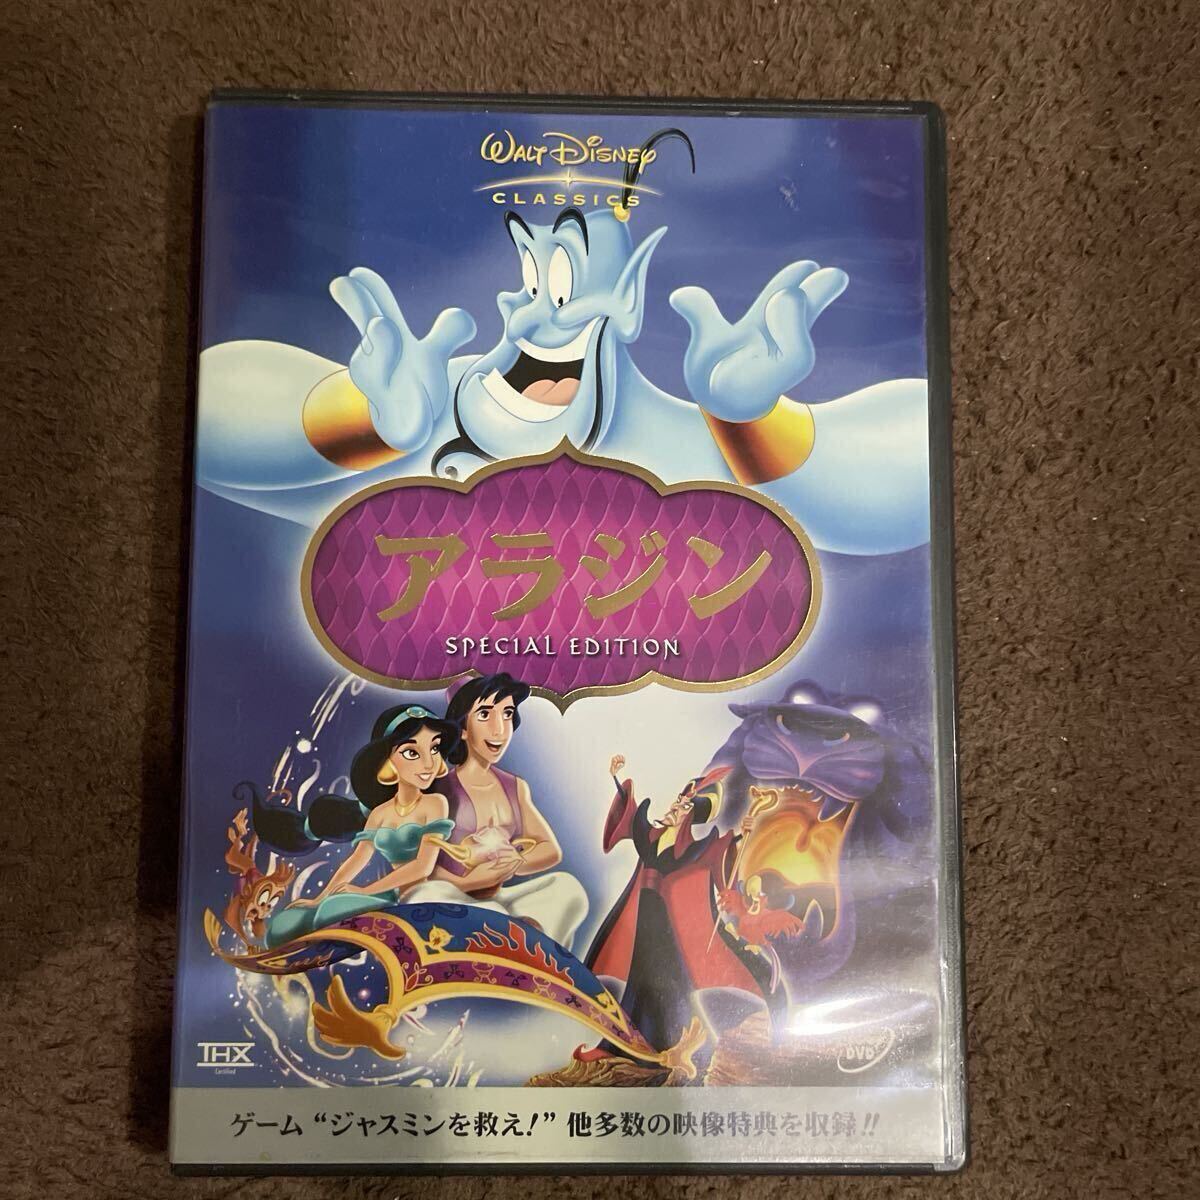 WALT DISNEY
CLASSICS
アラジン
SPECIAL EDITION
THX
Certified
DVD
ゲーム “ジャスミンを救え!” 他多数の映像特典を収録!!